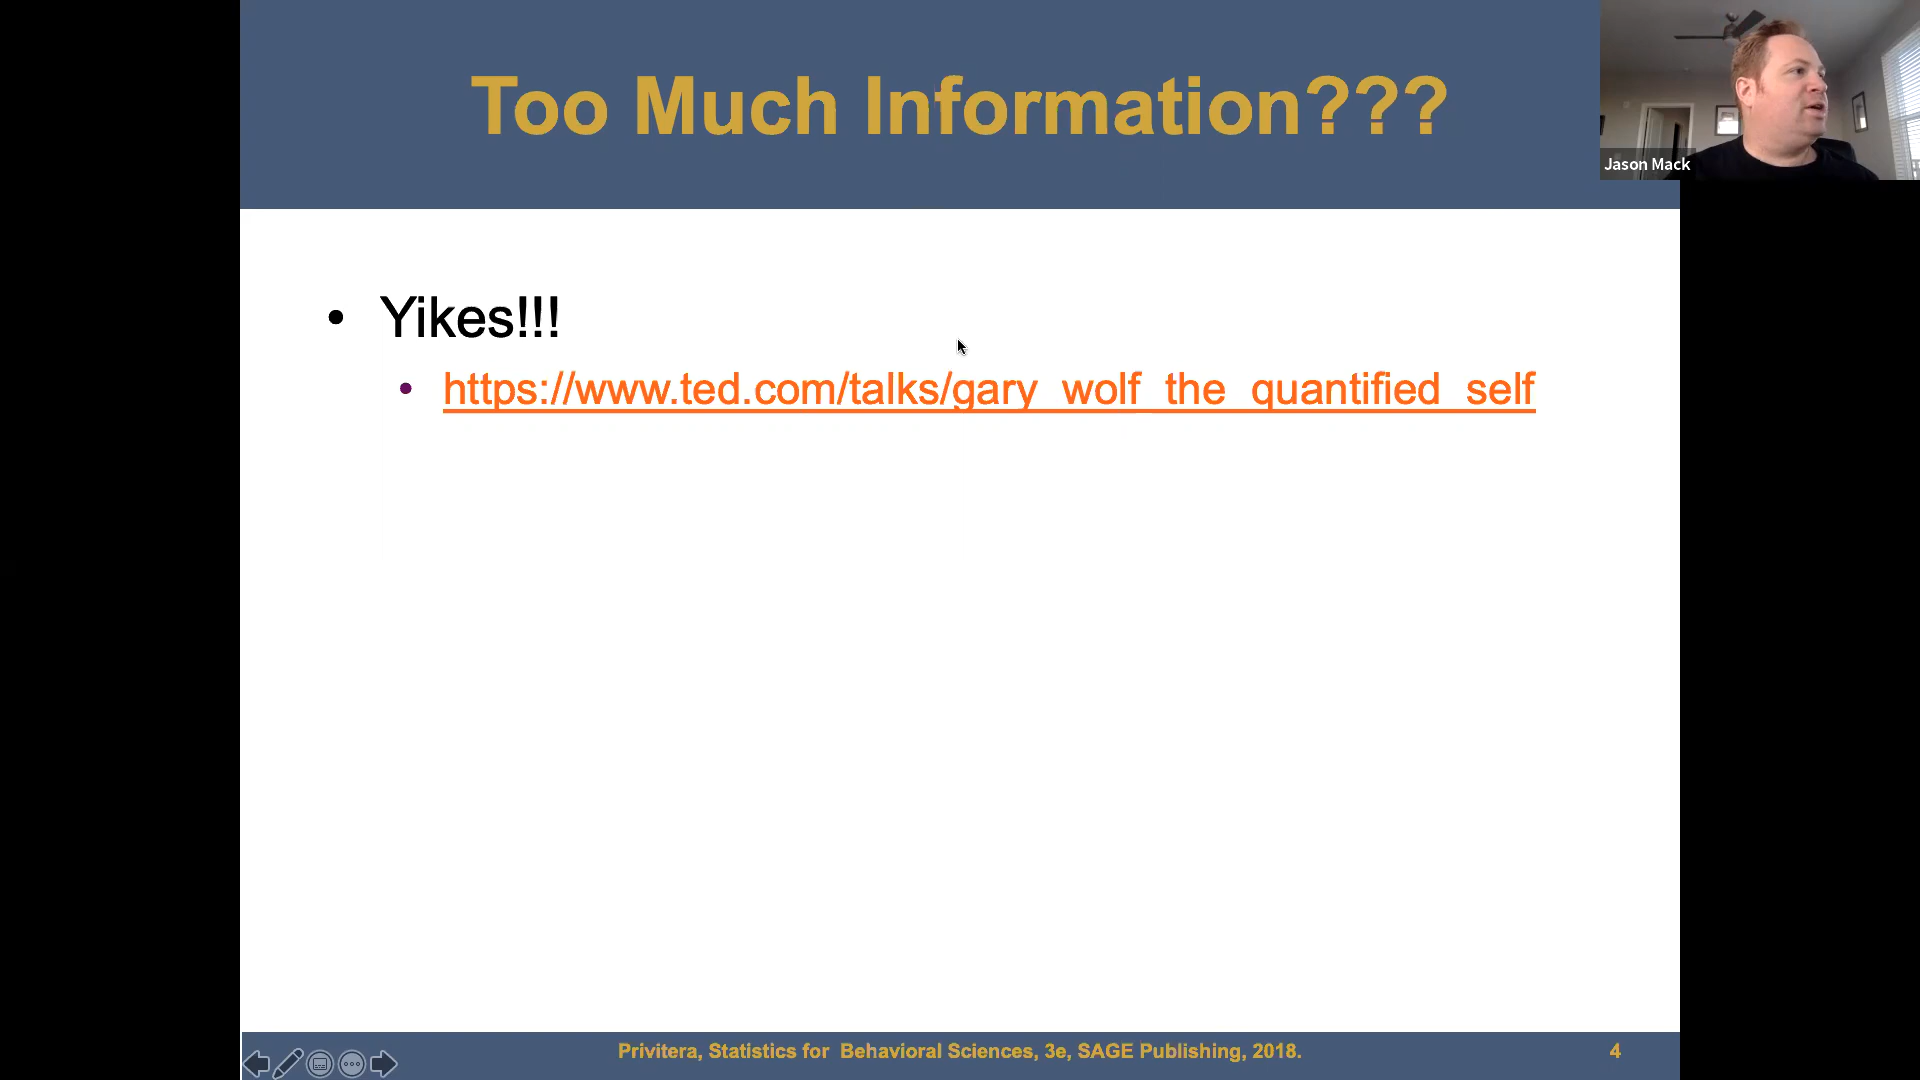 Too Much Information???
Jason Mack
• Yikes!!!
• https://www.ted.com/talks/gary_wolf_the_quantified_self
Privitera, Statistics for Behavioral Sciences, 3e, SAGE Publishing, 2018.
4